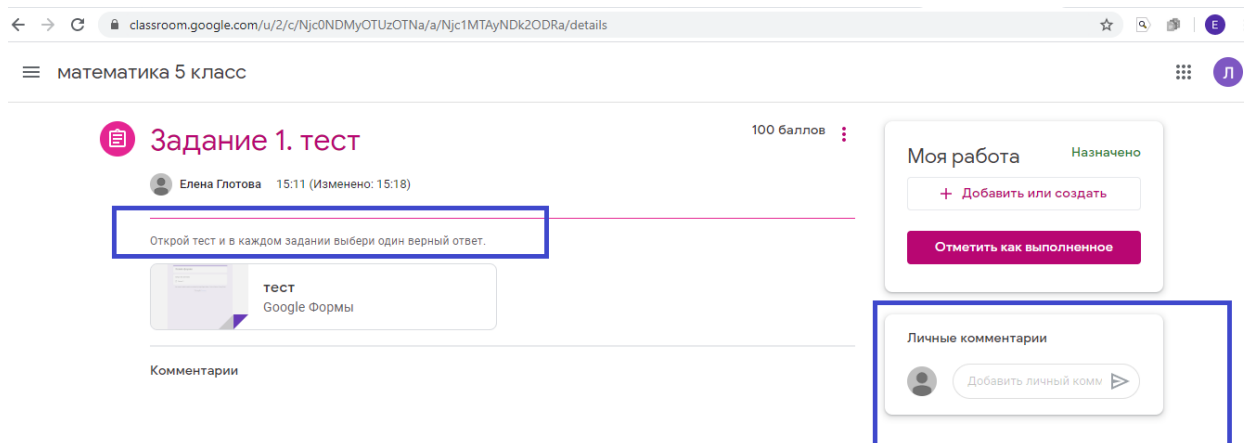 classroom.google.com/u/2/c/Njc0NDMyOTUzOTNa/a/Njc1MTAyNDk2ODRa/details
E
математика 5 класс
Л
Задание 1. тест
100 баллов
Елена Глотова 15:11 (Изменено: 15:18)
Открой тест и в каждом задании выбери один верный ответ.
тест
Google Формы
Комментарии
Моя работа
Назначено
+ Добавить или создать
Отметить как выполненное
Личные комментарии
Добавить личный комм